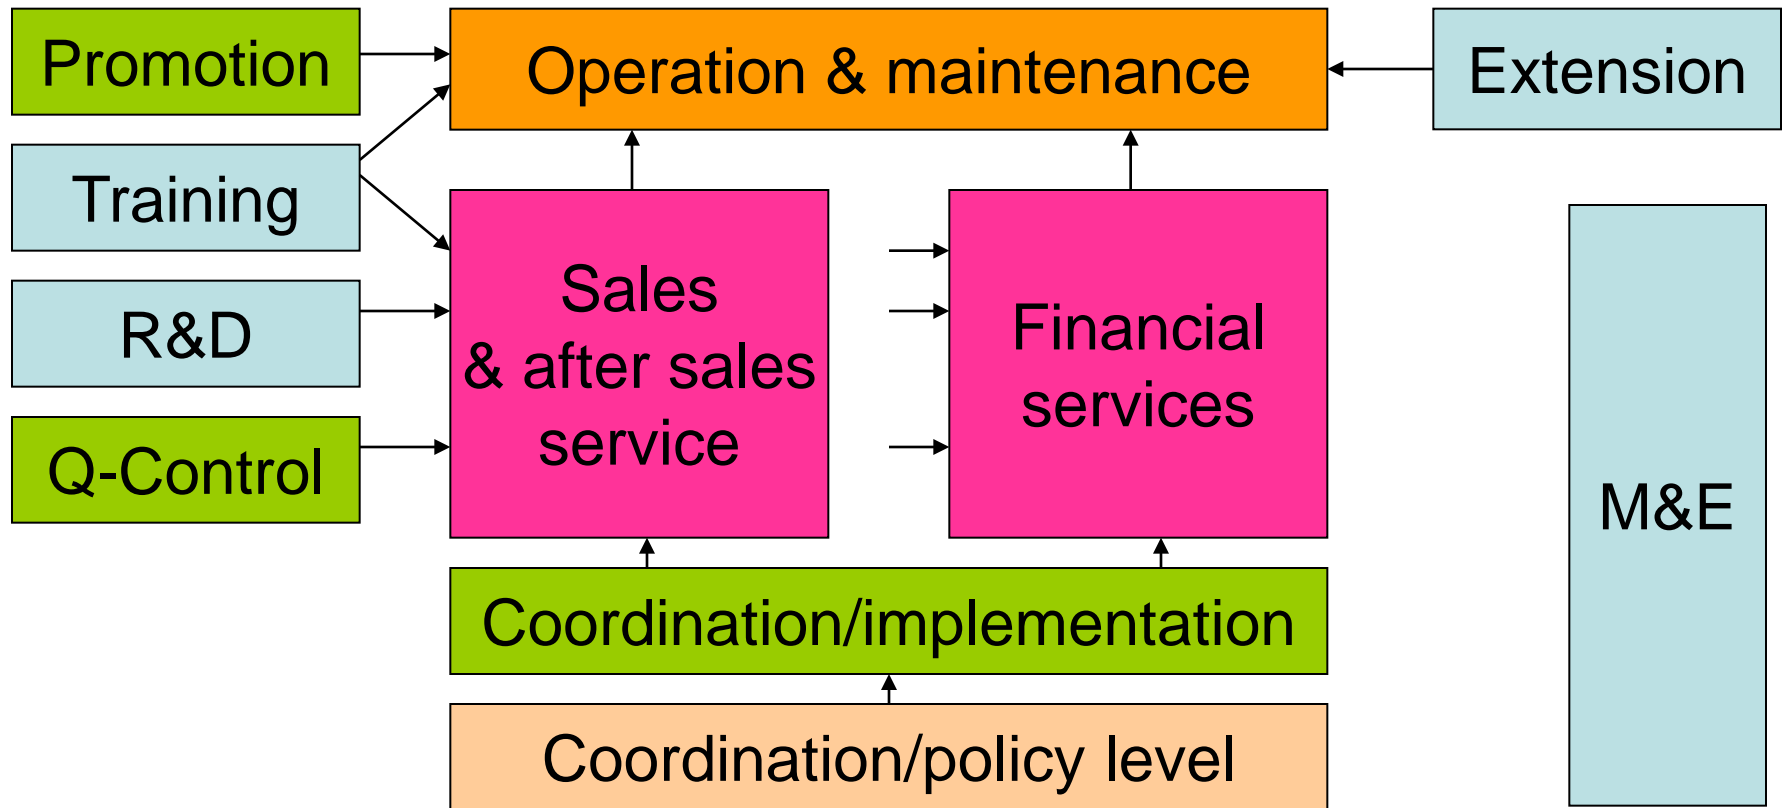 Promotion
Operation & maintenance
Extension
Training
R&D
Q-Control
Sales
& after sales
service
Financial
services
M&E
Coordination/implementation
Coordination/policy level